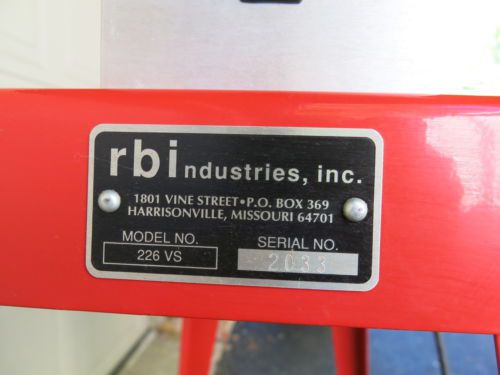 rbindustries, inc.
1801 VINE STREET•P.O. BOX 369
HARRISONVILLE, MISSOURI 64701
MODEL NO. SERIAL NO.
226 VS 2033